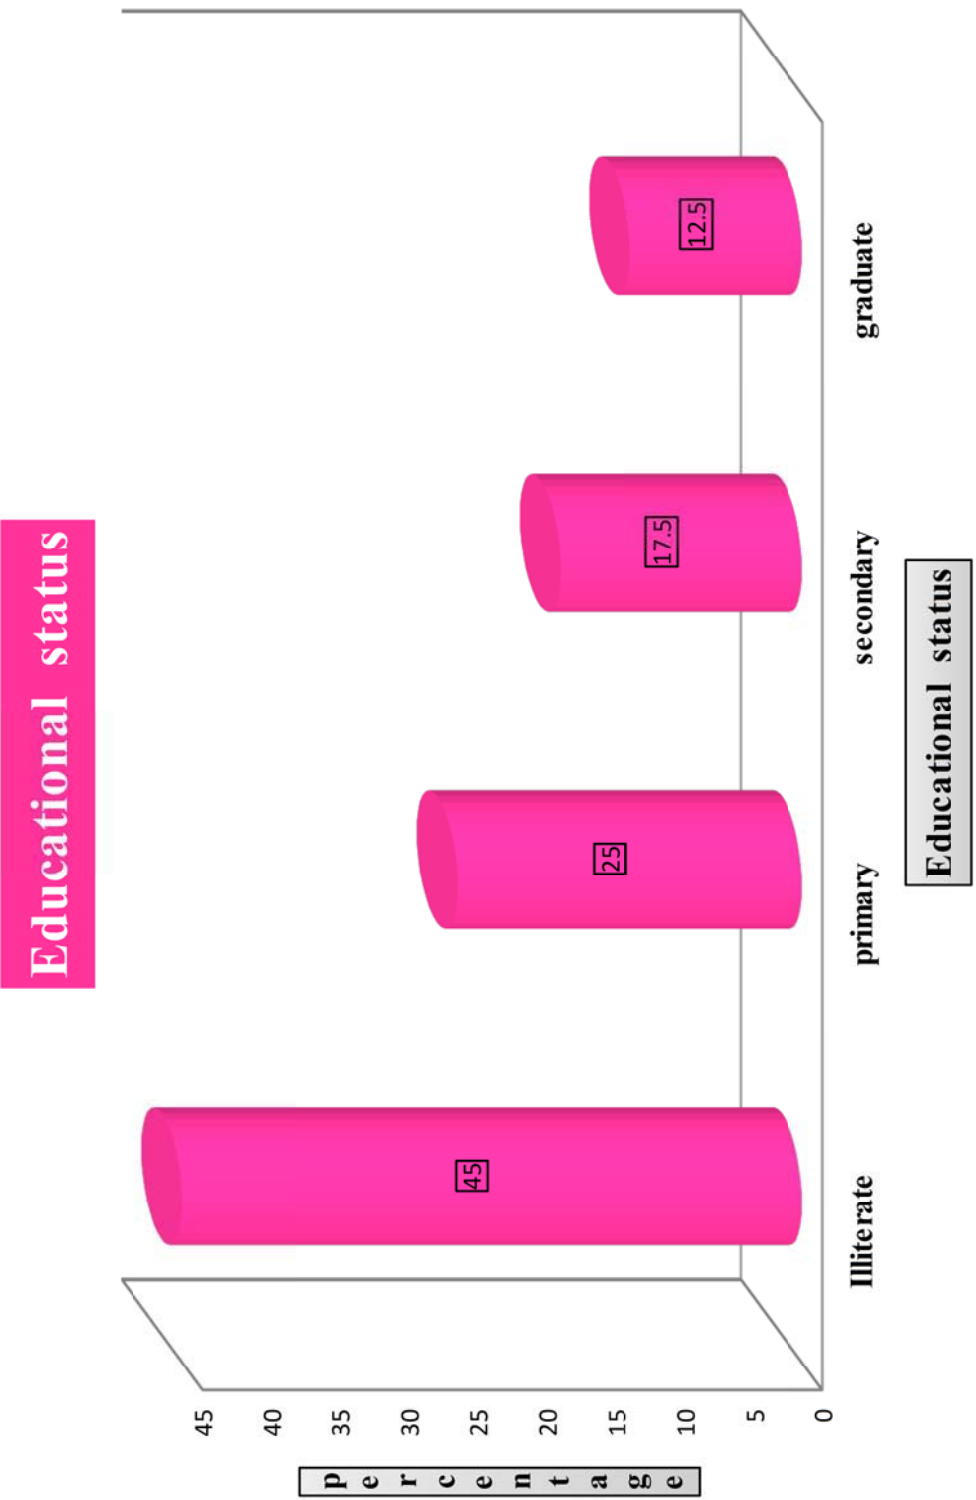 Educational status
percentage
45
40
35
30
25
20
15
10
5
0
45
25
17.5
12.5
Illiterate
primary
secondary
graduate
Educational status